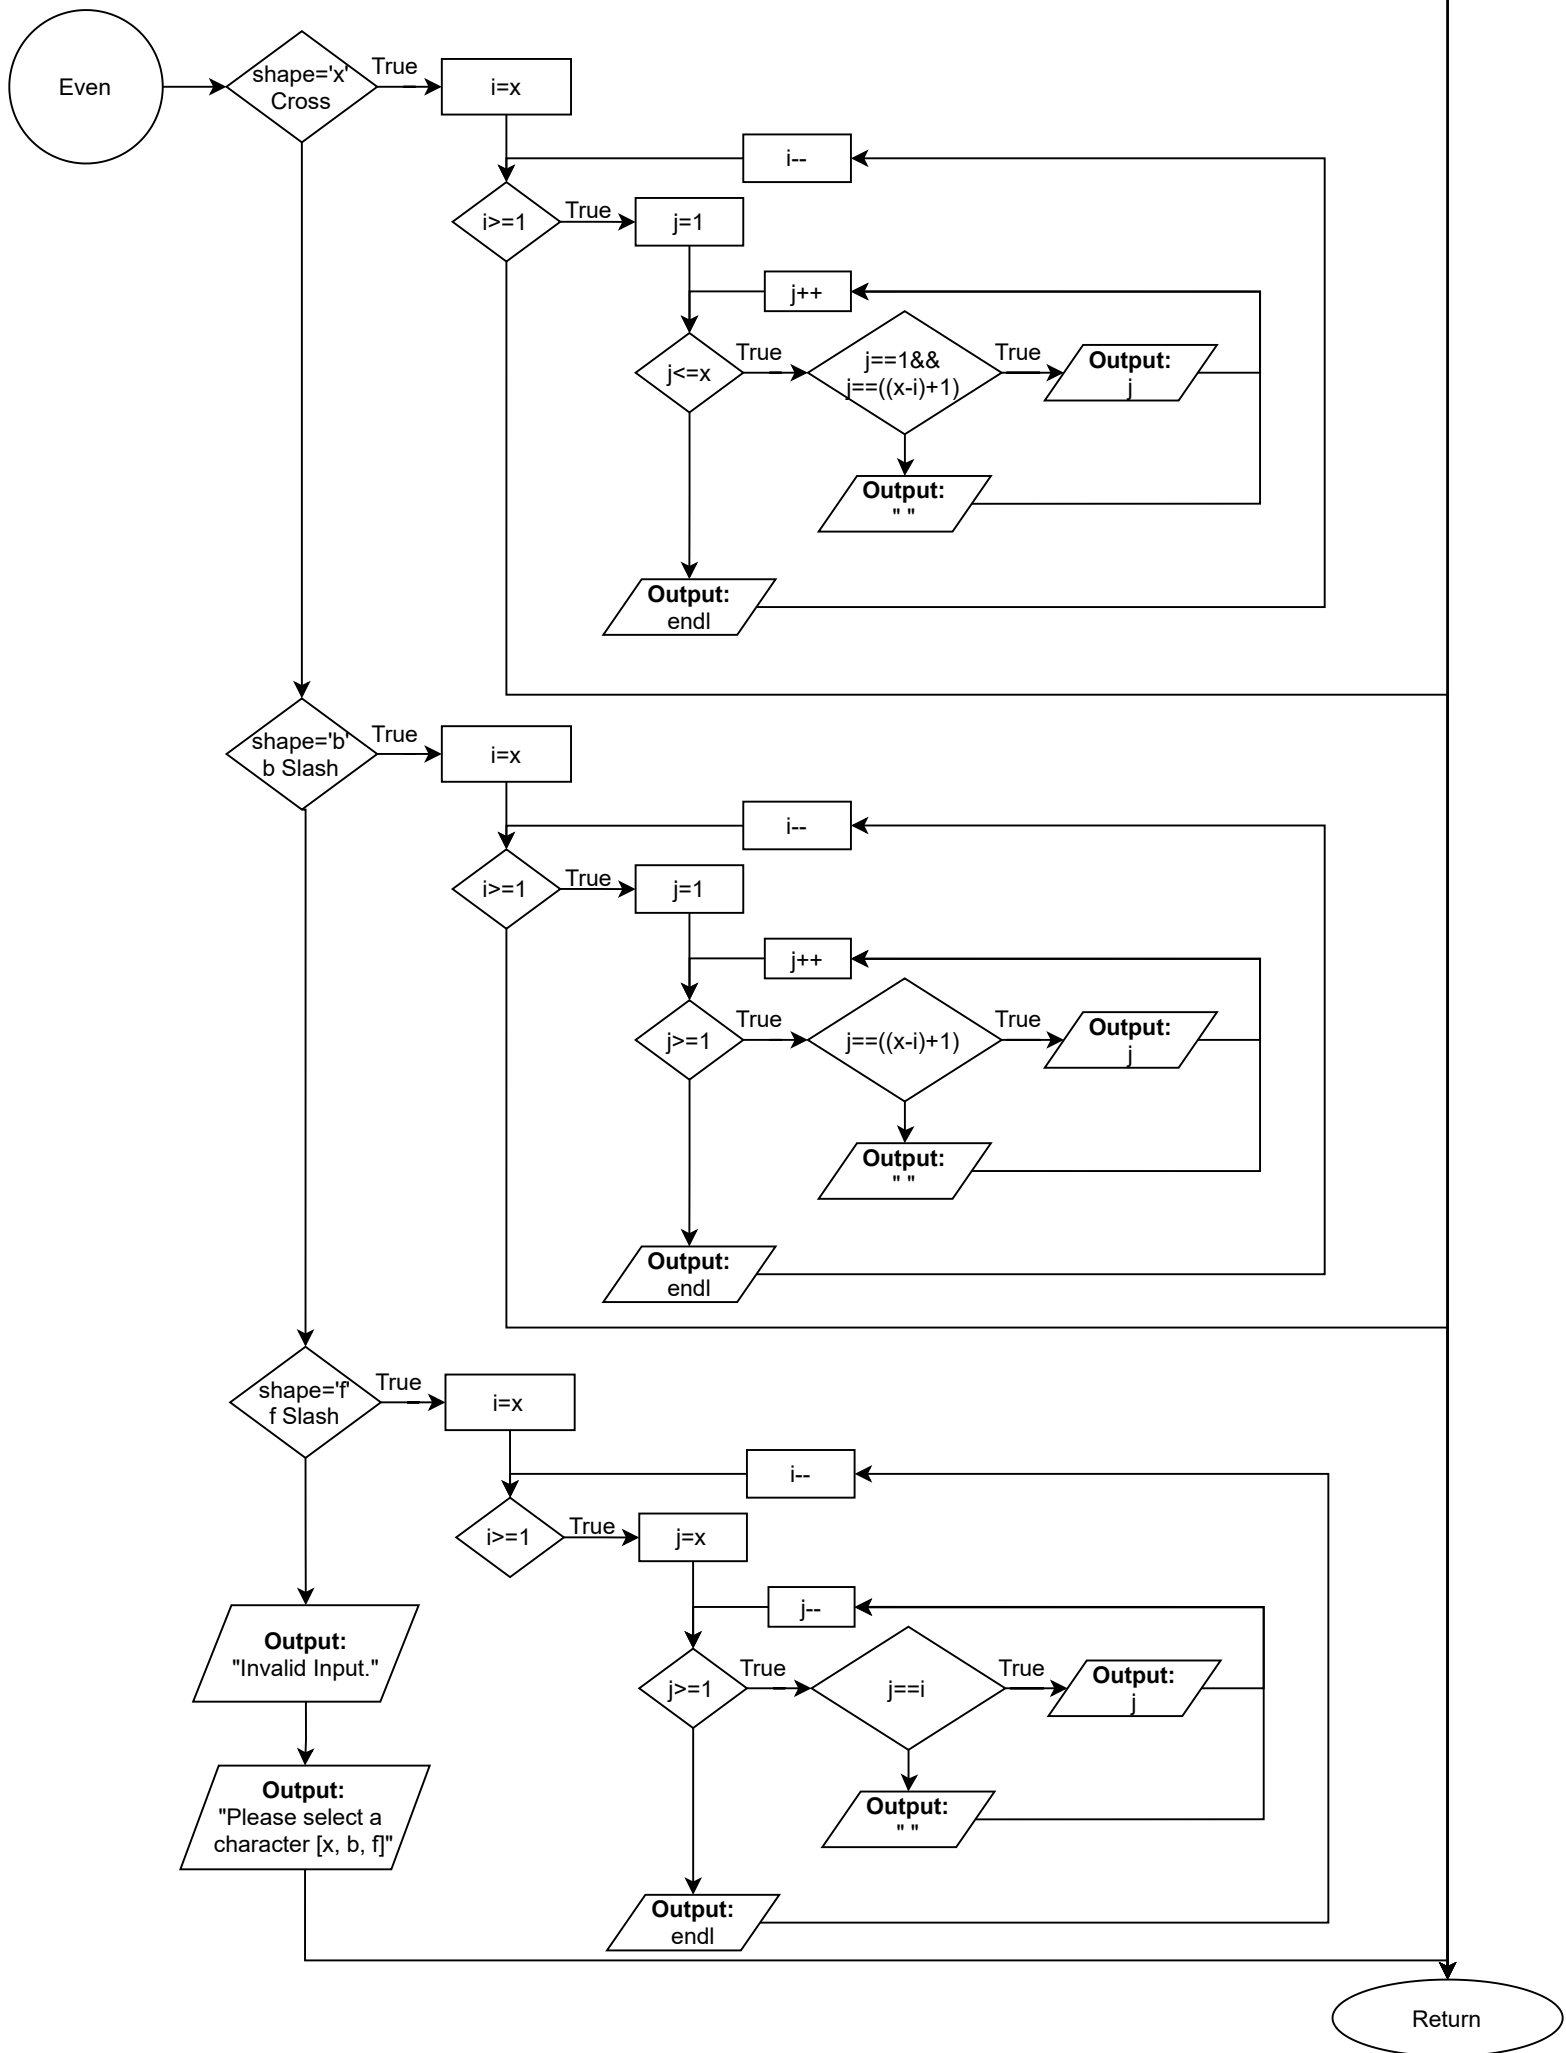 Even
shape='x'
Cross
True
i=x
i--
i>=1
True
j=1
j++
j<=x
True
j==1&&
j==((x-i)+1)
True
Output:
j
Output:
" "
Output:
endl
shape='b'
b Slash
True
i=x
i--
i>=1
True
j=1
j++
j>=1
True
j==((x-i)+1)
True
Output:
j
Output:
" "
Output:
endl
shape='f'
f Slash
True
i=x
i--
i>=1
True
j=x
j--
j>=1
True
j==i
True
Output:
j
Output:
" "
Output:
endl
Output:
"Invalid Input."
Output:
"Please select a
character [x, b, f]"
Return